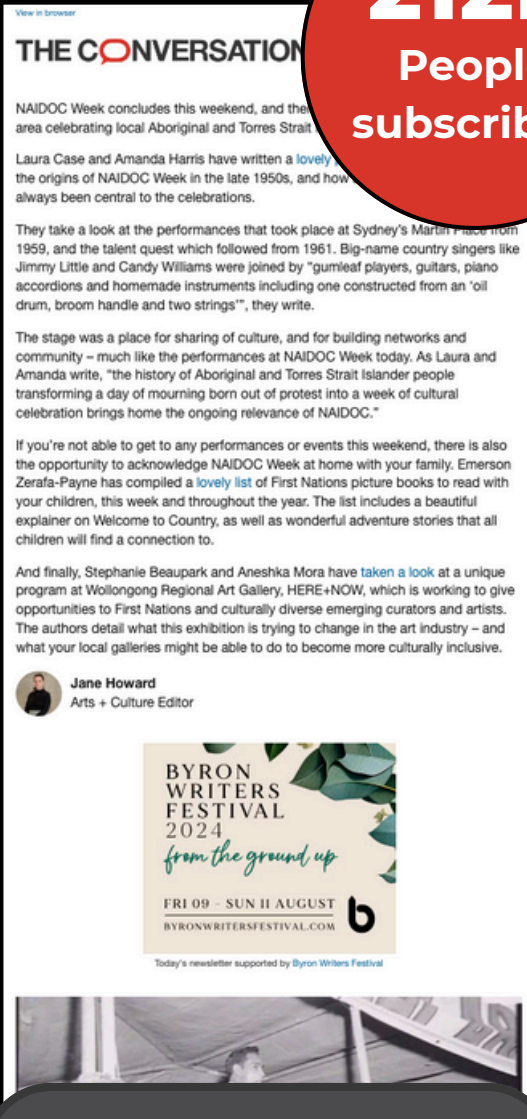 View in browser
THE CONVERSATION
Peopl
subscrib
NAIDOC Week concludes this weekend, and
area celebrating local Aboriginal and Torres Strait
Laura Case and Amanda Harris have written a lovely
the origins of NAIDOC Week in the late 1950s, and how
always been central to the celebrations.
They take a look at the performances that took place at Sydney's Martin Place from
1959, and the talent quest which followed from 1961. Big-name country singers like
Jimmy Little and Candy Williams were joined by "gumleaf players, guitars, piano
accordions and homemade instruments including one constructed from an 'oil
drum, broom handle and two strings'", they write.
The stage was a place for sharing of culture, and for building networks and
community – much like the performances at NAIDOC Week today. As Laura and
Amanda write, "the history of Aboriginal and Torres Strait Islander people
transforming a day of mourning born out of protest into a week of cultural
celebration brings home the ongoing relevance of NAIDOC."
If you're not able to get to any performances or events this weekend, there is also
the opportunity to acknowledge NAIDOC Week at home with your family. Emerson
Zerafa-Payne has compiled a lovely list of First Nations picture books to read with
your children, this week and throughout the year. The list includes a beautiful
explainer on Welcome to Country, as well as wonderful adventure stories that all
children will find a connection to.
And finally, Stephanie Beaupark and Aneshka Mora have taken a look at a unique
program at Wollongong Regional Art Gallery, HERE+NOW, which is working to give
opportunities to First Nations and culturally diverse emerging curators and artists.
The authors detail what this exhibition is trying to change in the art industry – and
what your local galleries might be able to do to become more culturally inclusive.
Jane Howard
Arts + Culture Editor
BYRON
WRITERS
FESTIVAL
2024
from the ground up
FRI 09 - SUN 11 AUGUST
BYRONWRITERSFESTIVAL.COM
b
Today's newsletter supported by Byron Writers Festival